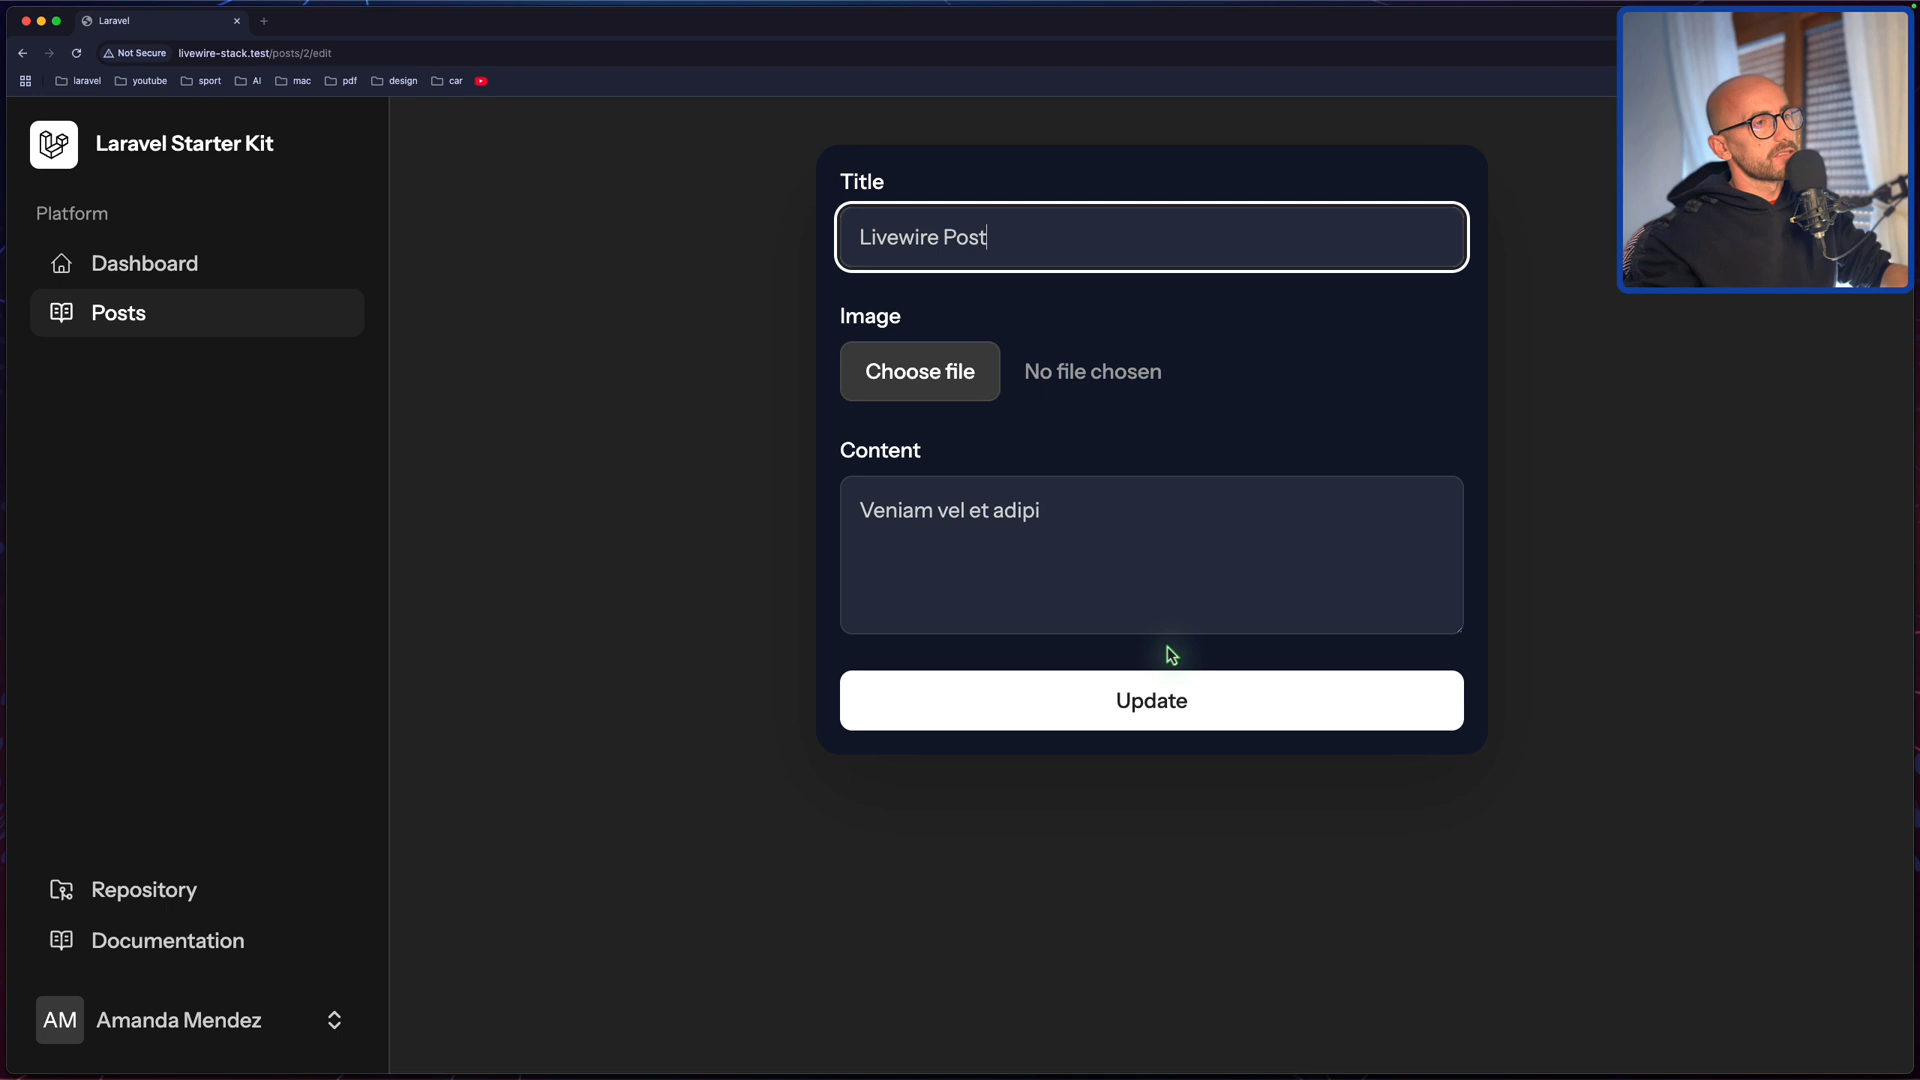 Laravel
Not Secure livewire-stack.test/posts/2/edit
laravel youtube sport AI mac pdf design car
Laravel Starter Kit
Platform
Dashboard
Posts
Title
Livewire Post
Image
Choose file No file chosen
Content
Veniam vel et adipi
Update
Repository
Documentation
AM Amanda Mendez